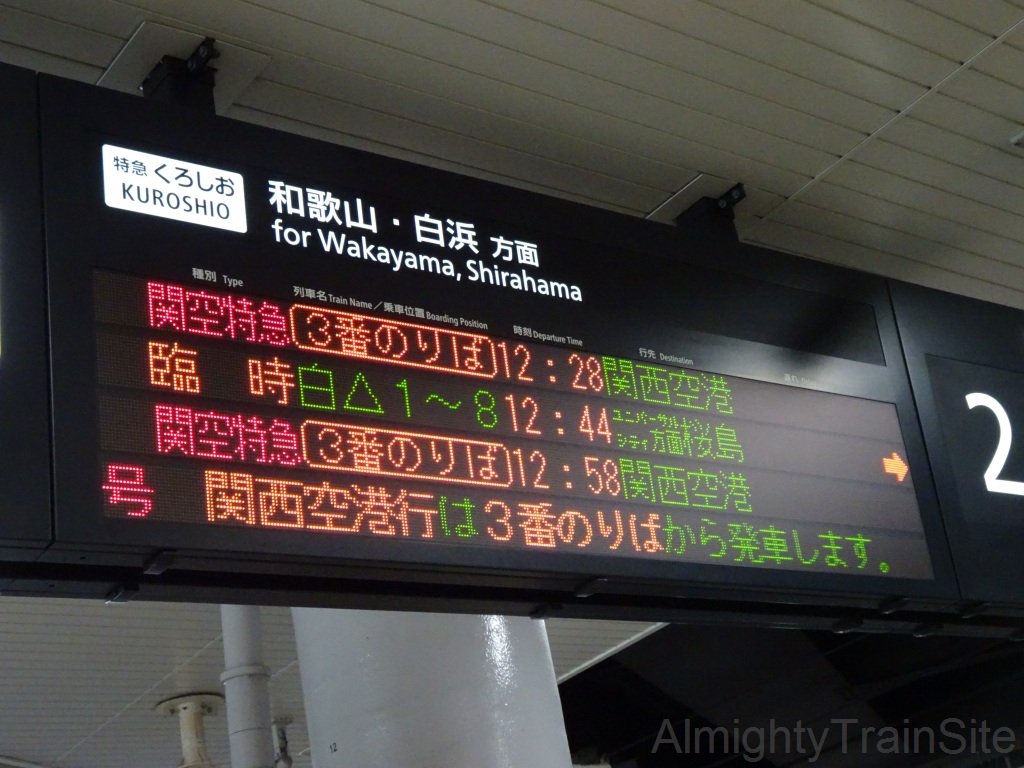 特急 くろしお
KUROSHIO
和歌山・白浜 方面
for Wakayama, Shirahama
種別 Type 列車名 Train Name／乗車位置 Boarding Position 時刻 Departure Time 行先 Destination
関空特急 3番のりば 12:28 関西空港
臨時 白△1～8 12:44 ユニバーサルシティ方面 桜島
関空特急 3番のりば 12:58 関西空港
号 関西空港行は3番のりばから発車します。
2
12
AlmightyTrainSite